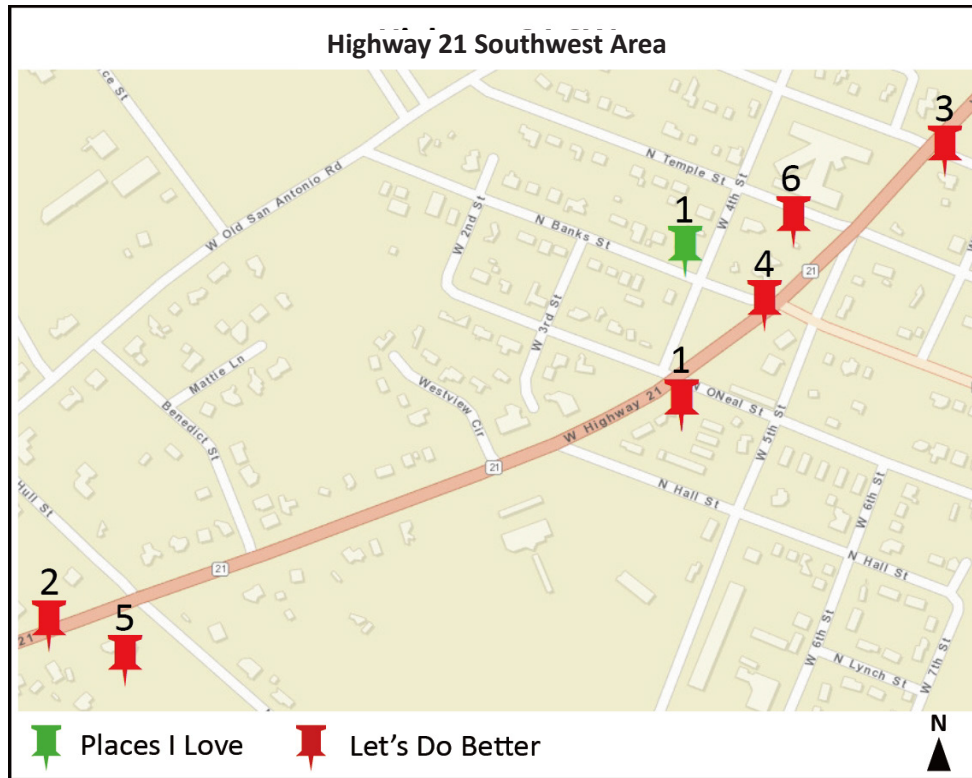 Highway 21 Southwest Area
3
N Temple St
W 4th St
6
1
W Old San Antonio Rd
W 2nd St
N Banks St
21
4
W 3rd St
1
Mattie Ln
Westview Cir
W Highway 21
N ONeal St
Benedict St
W 5th St
21
N Hall St
W 6th St
Hull St
N Hall St
21
2
5
21
W 6th St
N Lynch St
W 7th St
Places I Love
Let's Do Better
N